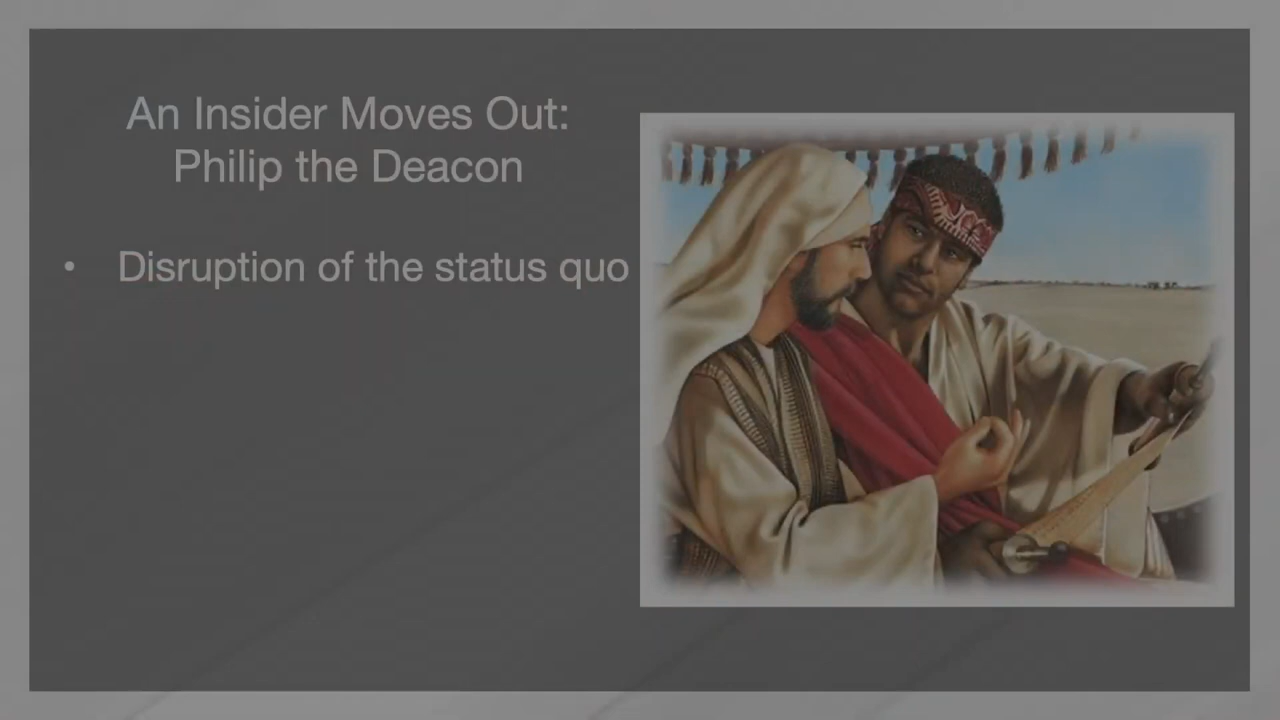 An Insider Moves Out:
Philip the Deacon
• Disruption of the status quo